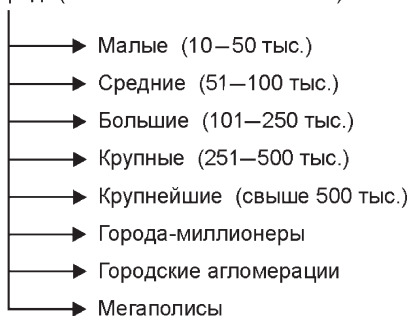 Малые (10—50 тыс.)
Средние (51—100 тыс.)
Большие (101—250 тыс.)
Крупные (251—500 тыс.)
Крупнейшие (свыше 500 тыс.)
Города-миллионеры
Городские агломерации
Мегаполисы